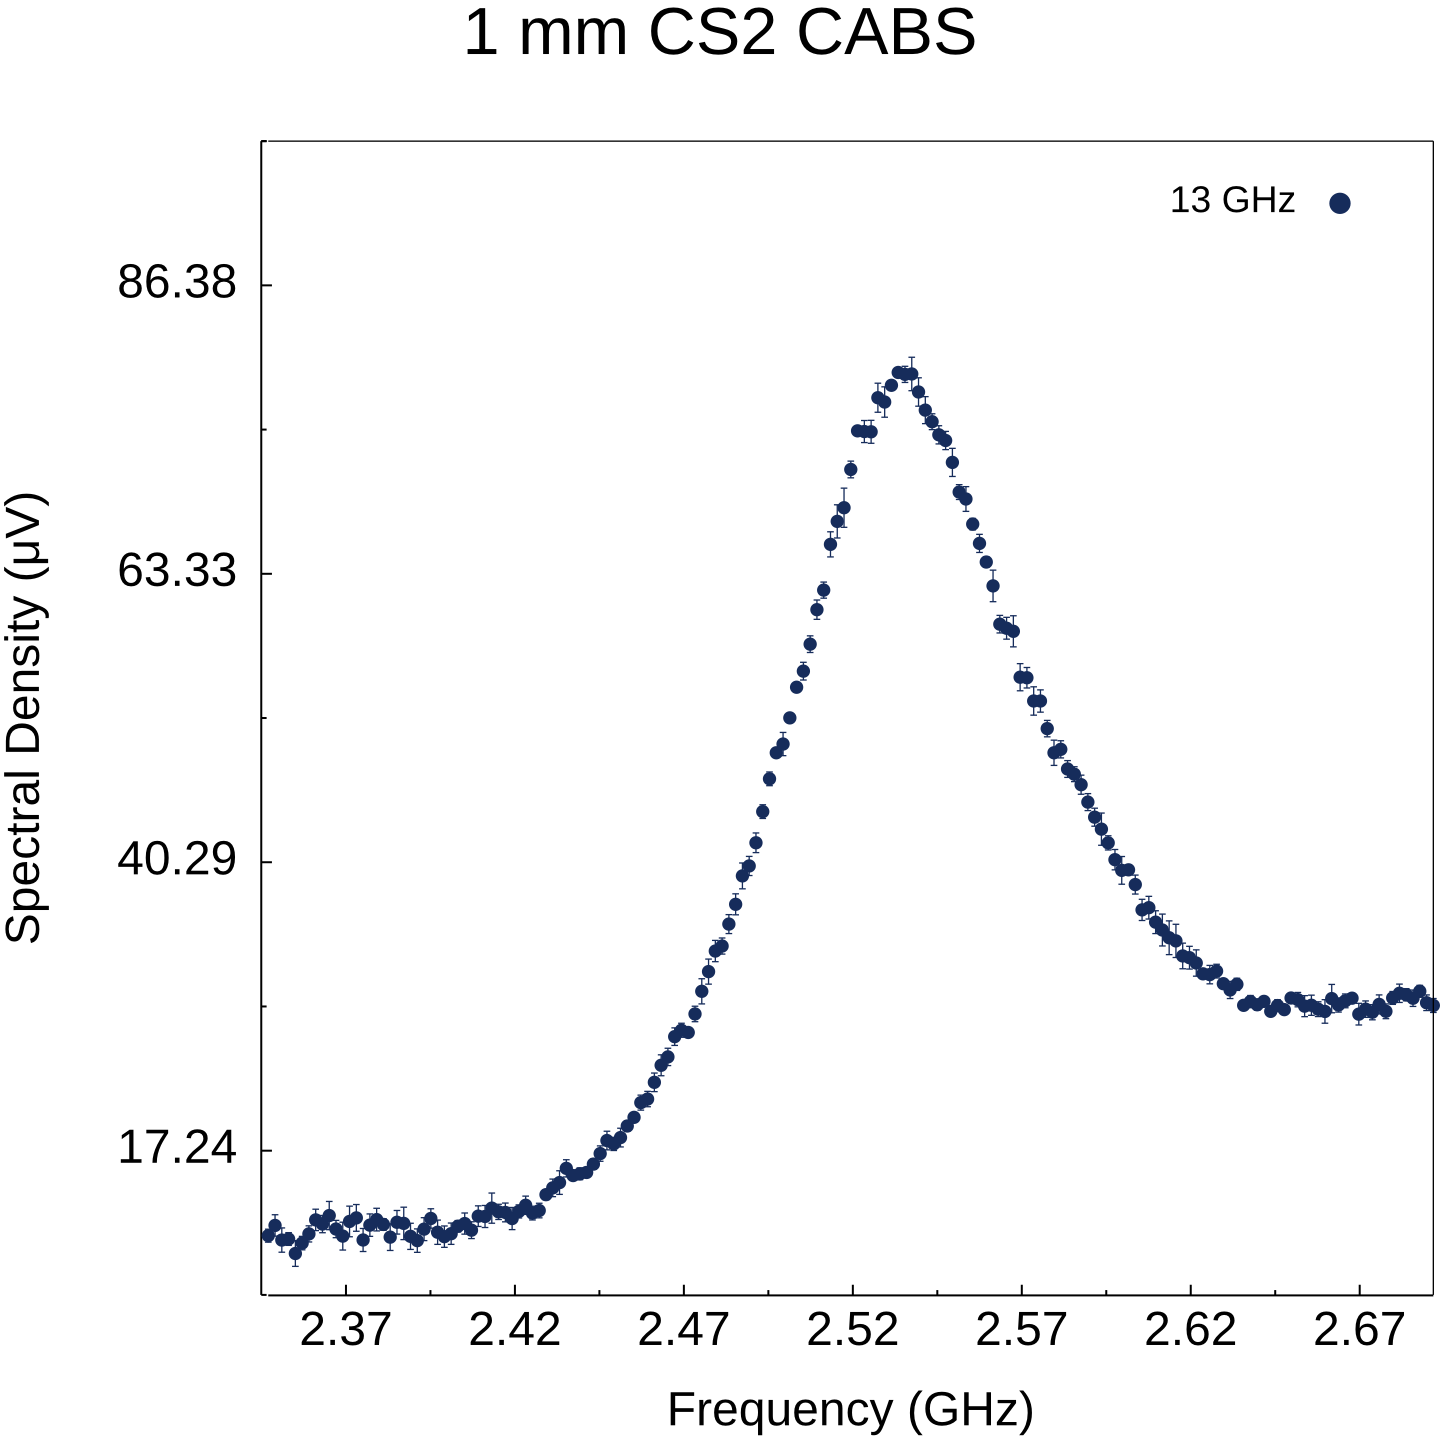 1 mm CS2 CABS
13 GHz
86.38
63.33
40.29
17.24
Spectral Density (μV)
2.37 2.42 2.47 2.52 2.57 2.62 2.67
Frequency (GHz)